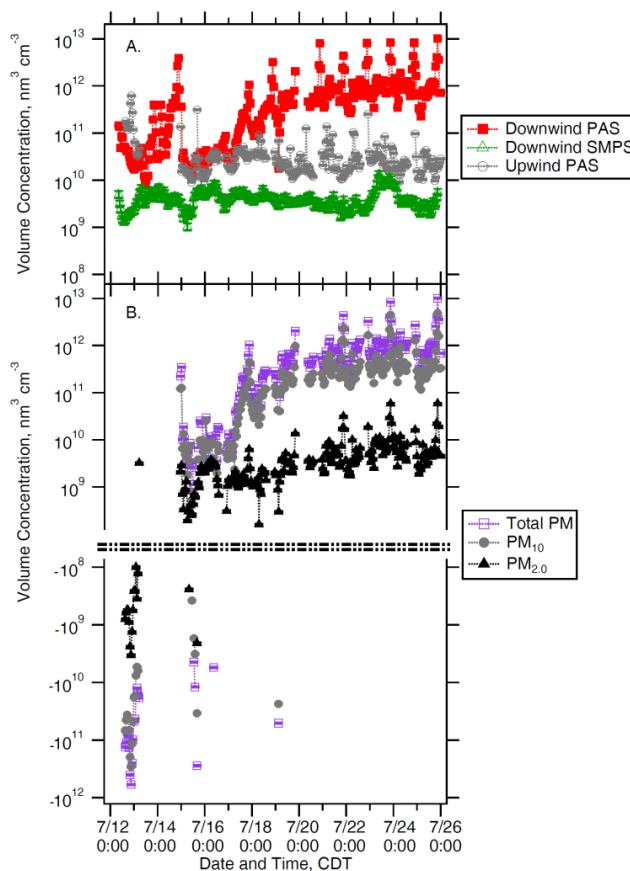 A.
Volume Concentration, nm³ cm⁻³
10¹³
10¹²
10¹¹
10¹⁰
10⁹
10⁸
Downwind PAS
Downwind SMPS
Upwind PAS
B.
Volume Concentration, nm³ cm⁻³
10¹³
10¹²
10¹¹
10¹⁰
10⁹
-10⁸
-10⁹
-10¹⁰
-10¹¹
-10¹²
Total PM
PM₁₀
PM₂.₀
7/12 7/14 7/16 7/18 7/20 7/22 7/24 7/26
0:00 0:00 0:00 0:00 0:00 0:00 0:00 0:00
Date and Time, CDT